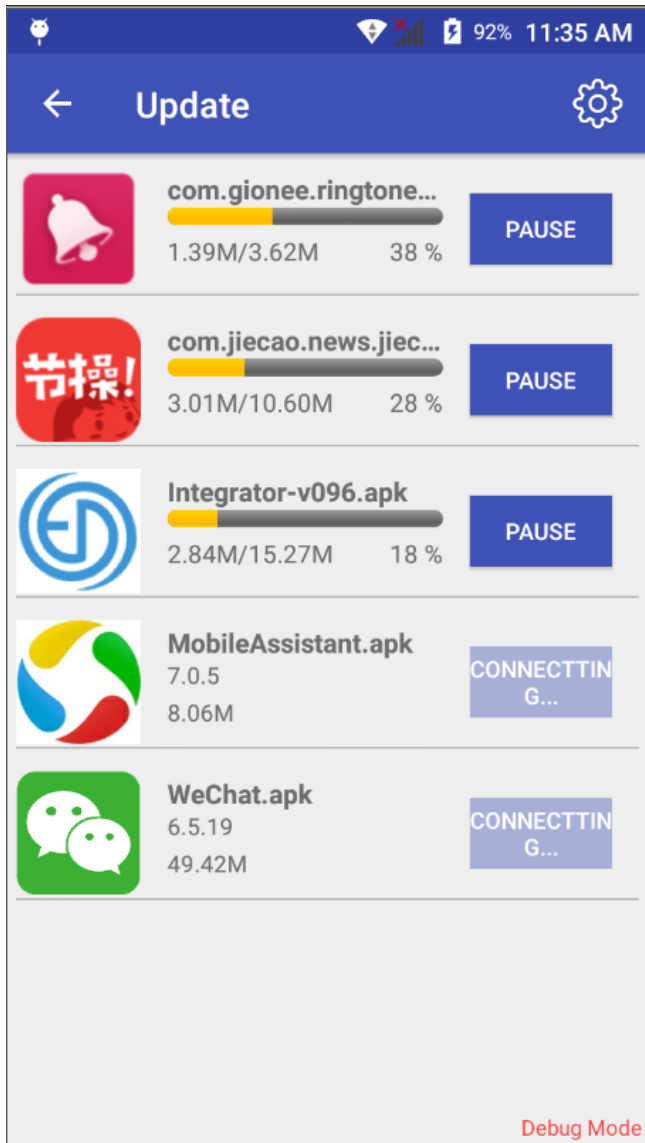 92% 11:35 AM
Update
com.gionee.ringtone...
1.39M/3.62M 38 %
PAUSE
节操!
com.jiecao.news.jiec...
3.01M/10.60M 28 %
PAUSE
Integrator-v096.apk
2.84M/15.27M 18 %
PAUSE
MobileAssistant.apk
7.0.5
8.06M
CONNECTTIN
G...
WeChat.apk
6.5.19
49.42M
CONNECTTIN
G...
Debug Mode